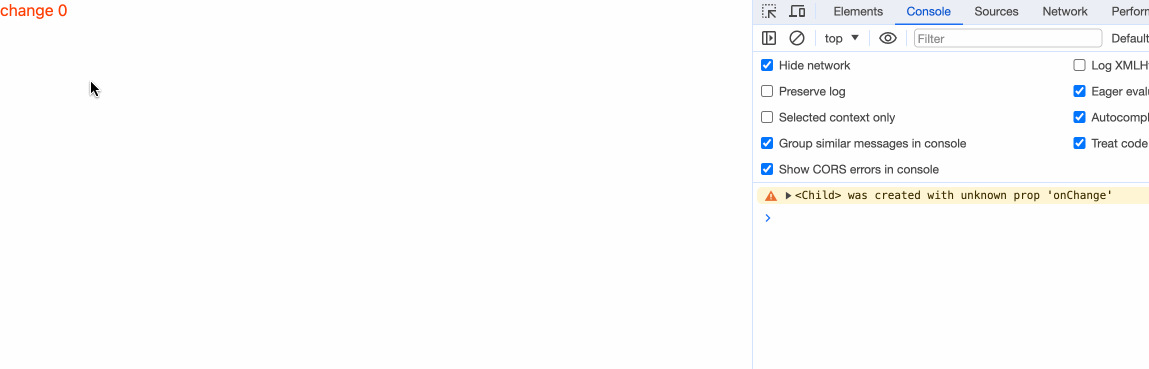 change 0
Elements Console Sources Network Perform
top Filter Default
Hide network
Log XMLH
Preserve log
Eager eval
Selected context only
Autocompl
Group similar messages in console
Treat code
Show CORS errors in console
<Child> was created with unknown prop 'onChange'